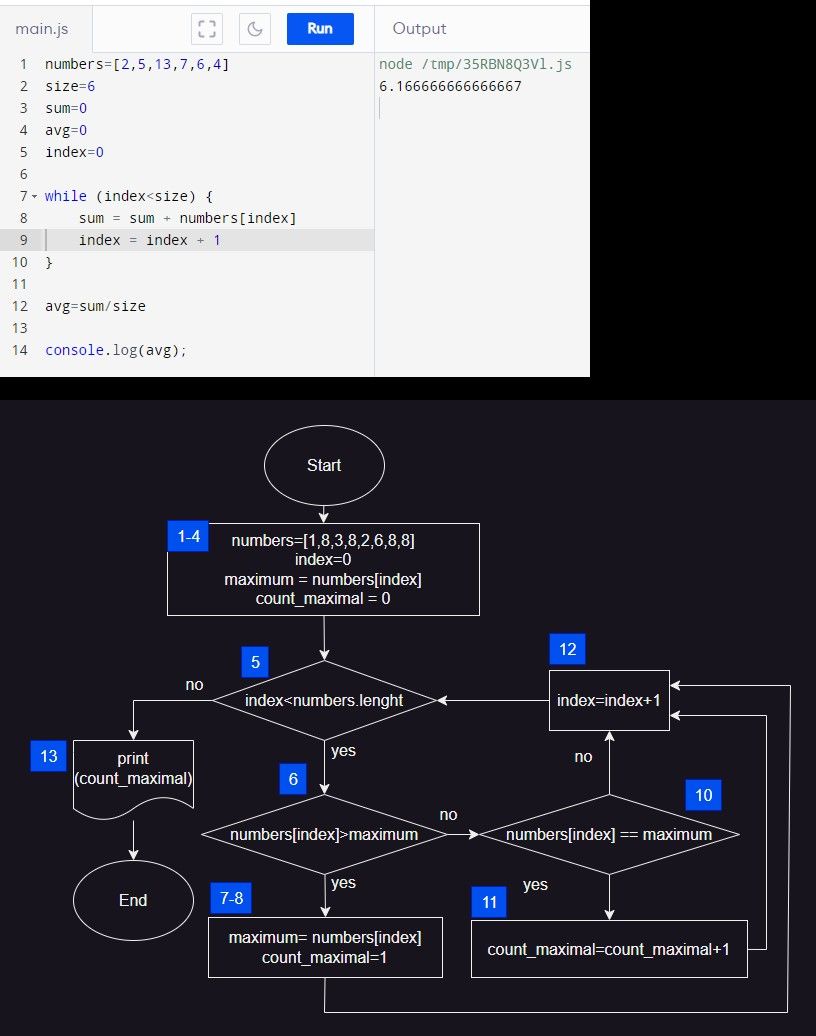 main.js
Run
Output
1 numbers=[2,5,13,7,6,4]
2 size=6
3 sum=0
4 avg=0
5 index=0
6
7 while (index<size) {
8 sum = sum + numbers[index]
9 index = index + 1
10 }
11
12 avg=sum/size
13
14 console.log(avg);
node /tmp/35RBN8Q3Vl.js
6.166666666666667
Start
1-4
numbers=[1,8,3,8,2,6,8,8]
index=0
maximum = numbers[index]
count_maximal = 0
5
index<numbers.lenght
no
yes
12
index=index+1
13
print
(count_maximal)
End
6
numbers[index]>maximum
no
yes
10
numbers[index] == maximum
no
yes
7-8
maximum= numbers[index]
count_maximal=1
11
count_maximal=count_maximal+1